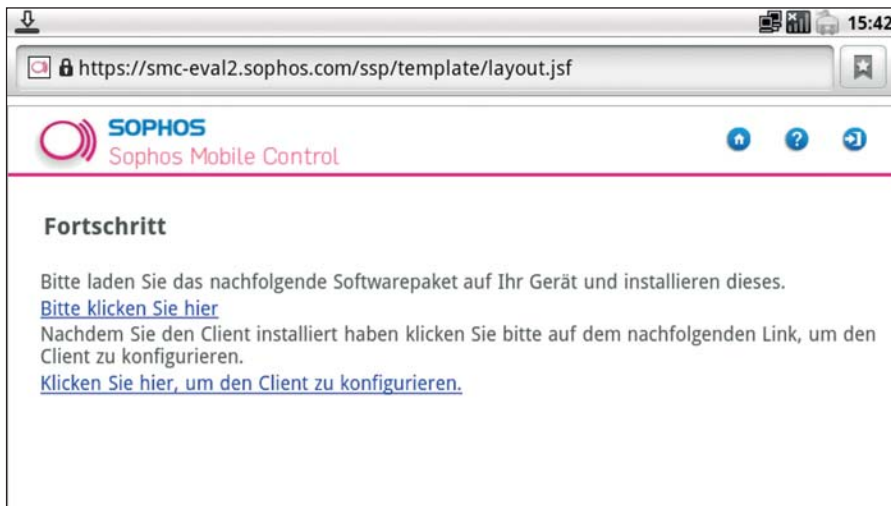 15:42
https://smc-eval2.sophos.com/ssp/template/layout.jsf
SOPHOS
Sophos Mobile Control
Fortschritt
Bitte laden Sie das nachfolgende Softwarepaket auf Ihr Gerät und installieren dieses.
Bitte klicken Sie hier
Nachdem Sie den Client installiert haben klicken Sie bitte auf dem nachfolgenden Link, um den
Client zu konfigurieren.
Klicken Sie hier, um den Client zu konfigurieren.